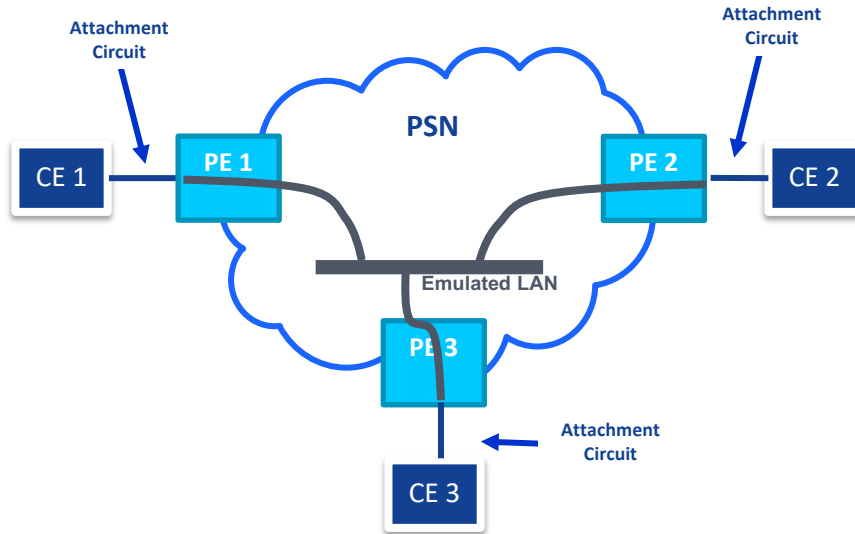 Attachment
Circuit
Attachment
Circuit
PSN
CE 1
PE 1
PE 2
CE 2
Emulated LAN
PE 3
Attachment
Circuit
CE 3